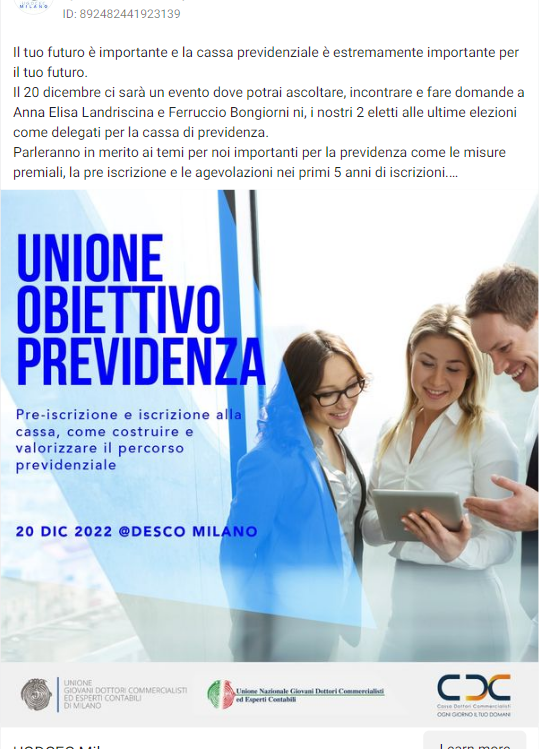 MILANO
ID: 892482441923139
Il tuo futuro è importante e la cassa previdenziale è estremamente importante per
il tuo futuro.
Il 20 dicembre ci sarà un evento dove potrai ascoltare, incontrare e fare domande a
Anna Elisa Landriscina e Ferruccio Bongiorni ni, i nostri 2 eletti alle ultime elezioni
come delegati per la cassa di previdenza.
Parleranno in merito ai temi per noi importanti per la previdenza come le misure
premiali, la pre iscrizione e le agevolazioni nei primi 5 anni di iscrizioni....
UNIONE
OBIETTIVO
PREVIDENZA
Pre-iscrizione e iscrizione alla
cassa, come costruire e
valorizzare il percorso
previdenziale
20 DIC 2022 @DESCO MILANO
UNIONE
GIOVANI DOTTORI COMMERCIALISTI
ED ESPERTI CONTABILI
DI MILANO
Unione Nazionale Giovani Dottori Commercialisti
ed Esperti Contabili
CDC
Cassa Dottori Commercialisti
OGNI GIORNO IL TUO DOMANI
Learn more